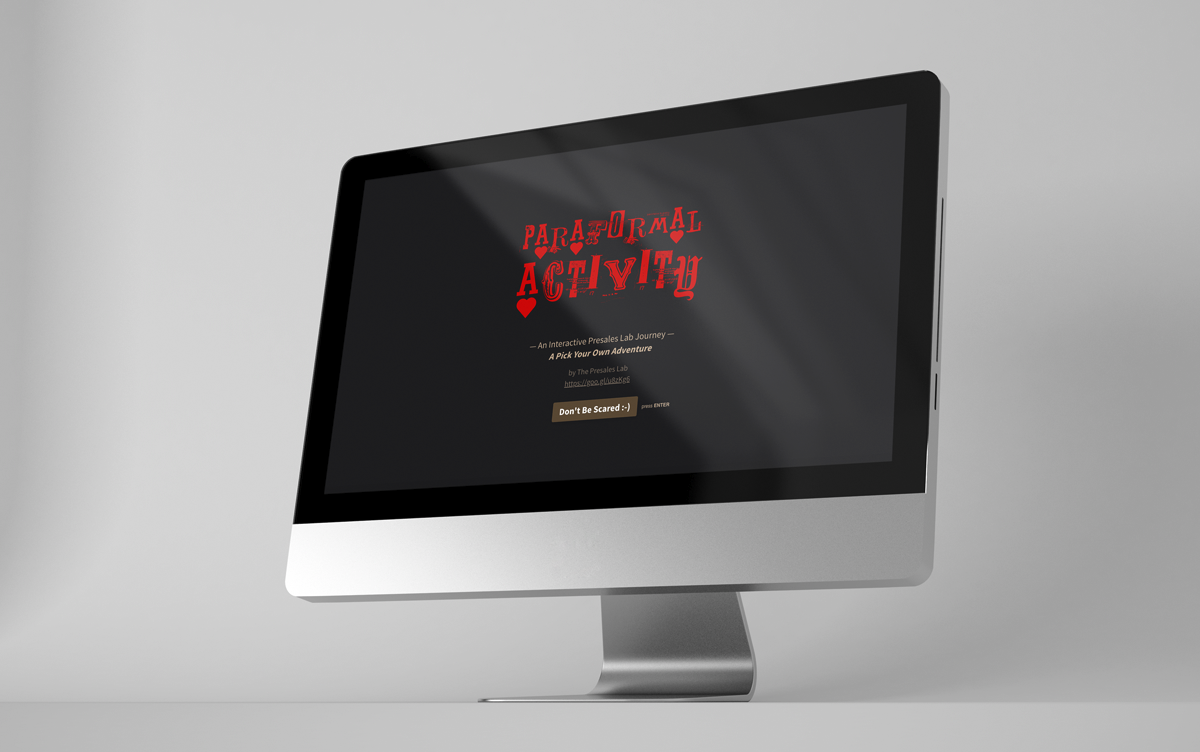 PARAFORMAL
ACTIVITY
— An Interactive Presales Lab Journey —
A Pick Your Own Adventure
by The Presales Lab
https://goo.gl/u8zKg6
Don't Be Scared :-) press ENTER